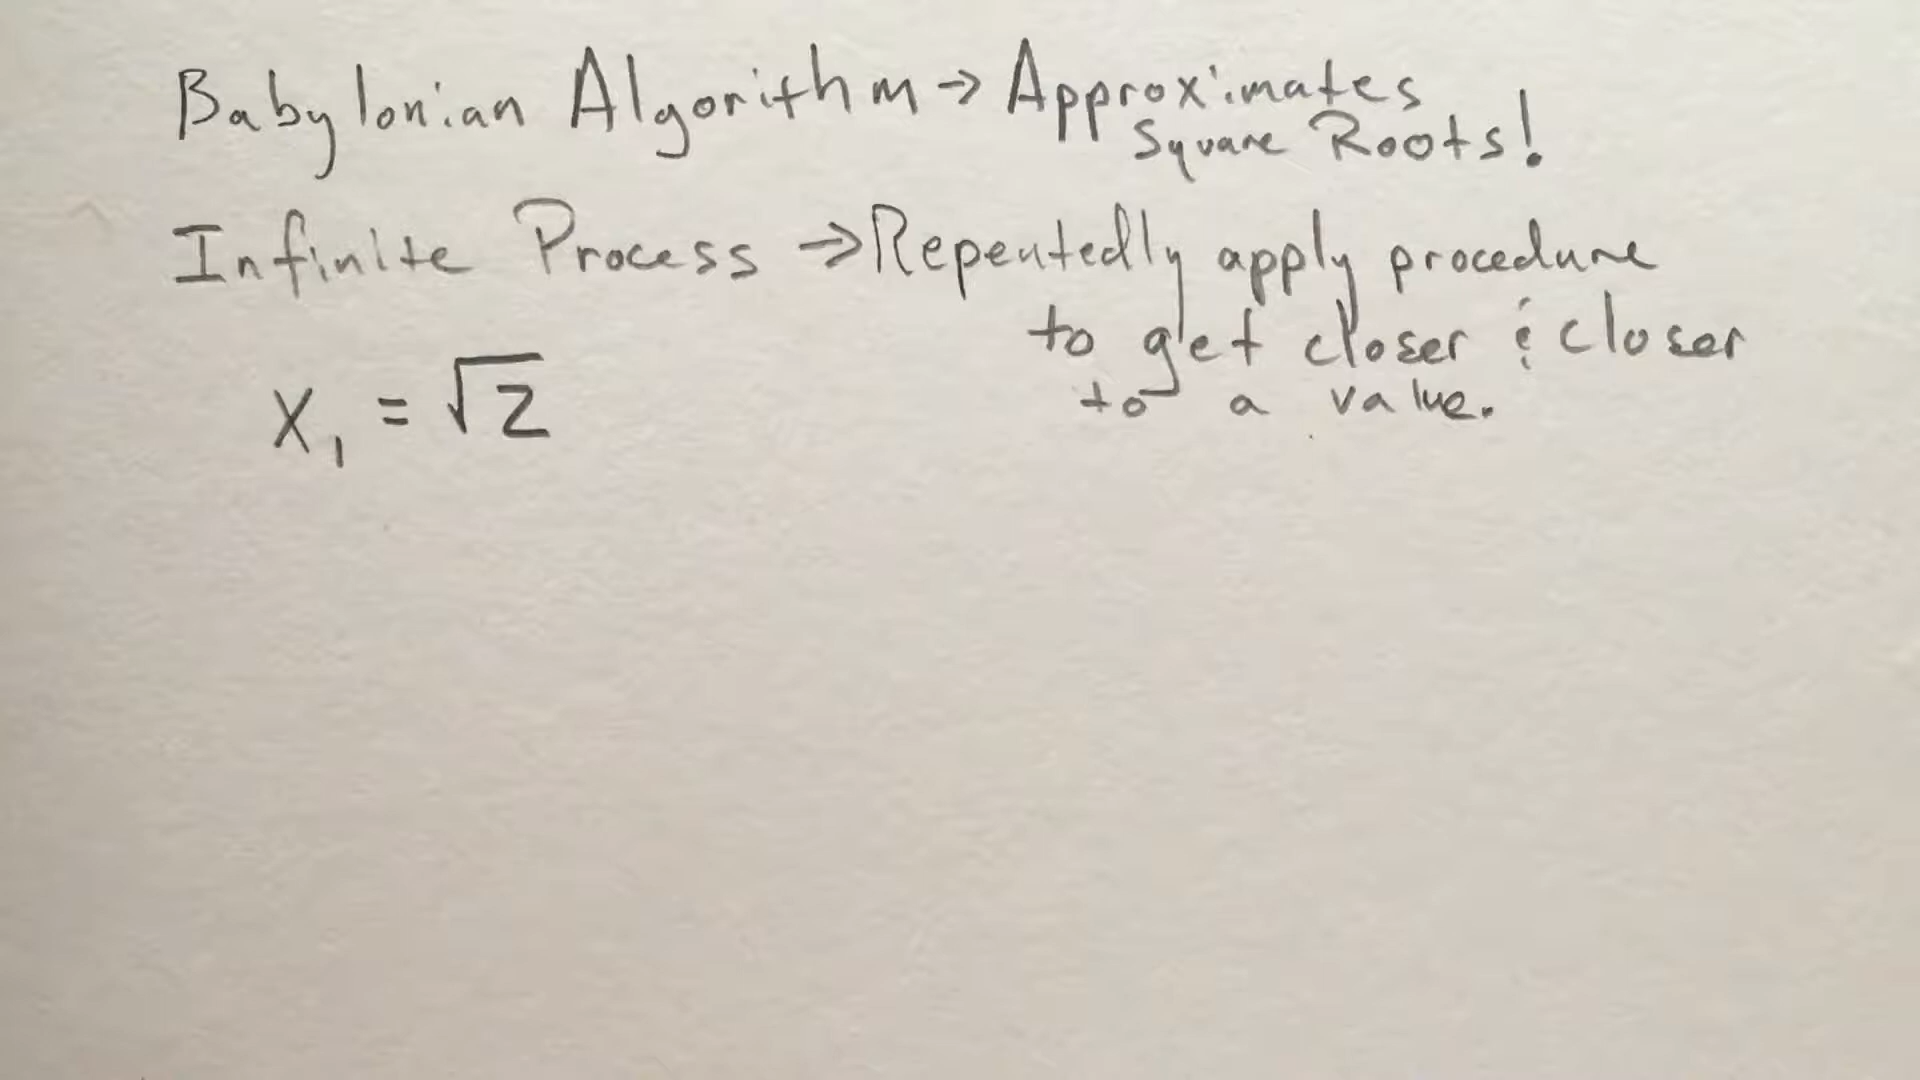 Babylonian Algorithm → Approximates
Square Roots!
Infinite Process → Repeatedly apply procedure
to get closer & closer
to a value.
X₁ = √2